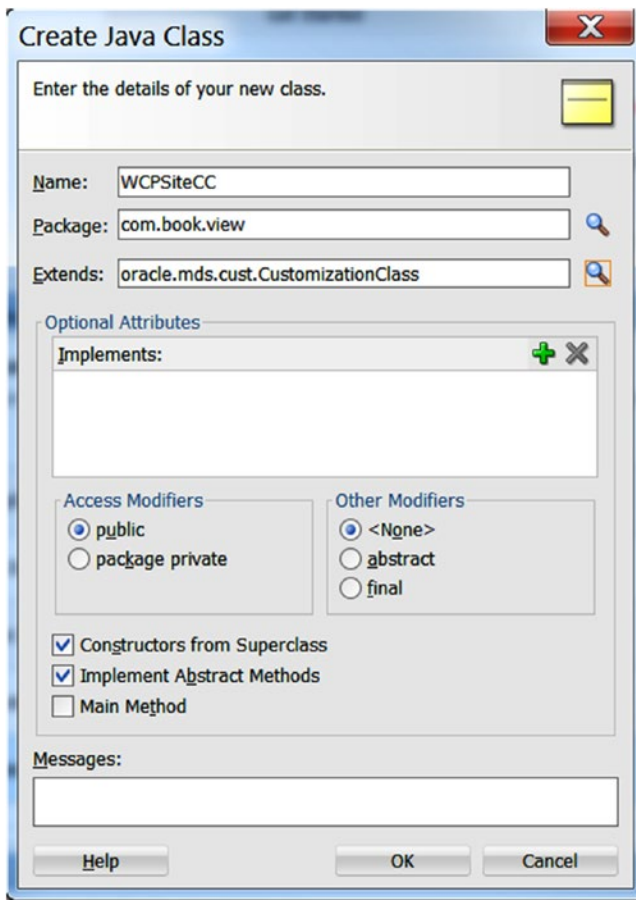 Create Java Class
Enter the details of your new class.
Name: WCPSiteCC
Package: com.book.view
Extends: oracle.mds.cust.CustomizationClass
Optional Attributes
Implements:
Access Modifiers
public
package private
Other Modifiers
<None>
abstract
final
Constructors from Superclass
Implement Abstract Methods
Main Method
Messages:
Help OK Cancel